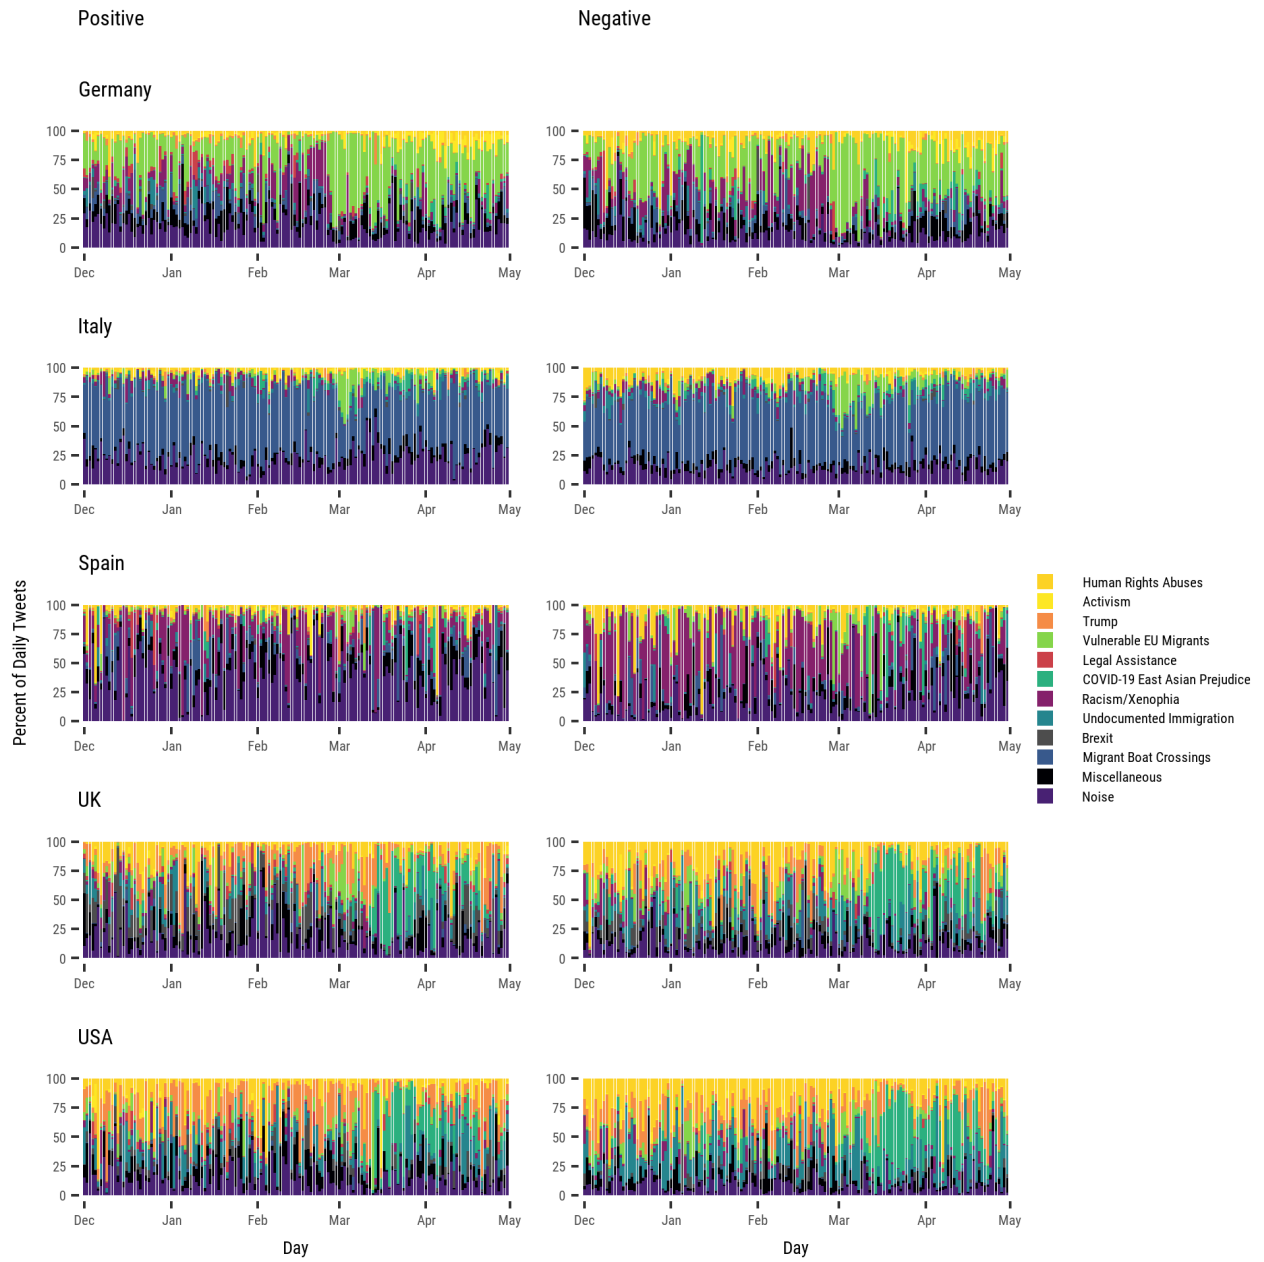 Positive
Negative
Germany
100
75
50
25
0
Dec
Jan
Feb
Mar
Apr
May
100
75
50
25
0
Dec
Jan
Feb
Mar
Apr
May
Italy
100
75
50
25
0
Dec
Jan
Feb
Mar
Apr
May
100
75
50
25
0
Dec
Jan
Feb
Mar
Apr
May
Spain
100
75
50
25
0
Dec
Jan
Feb
Mar
Apr
May
100
75
50
25
0
Dec
Jan
Feb
Mar
Apr
May
UK
100
75
50
25
0
Dec
Jan
Feb
Mar
Apr
May
100
75
50
25
0
Dec
Jan
Feb
Mar
Apr
May
USA
100
75
50
25
0
Dec
Jan
Feb
Mar
Apr
May
100
75
50
25
0
Dec
Jan
Feb
Mar
Apr
May
Day
Day
Percent of Daily Tweets
Human Rights Abuses
Activism
Trump
Vulnerable EU Migrants
Legal Assistance
COVID-19 East Asian Prejudice
Racism/Xenophia
Undocumented Immigration
Brexit
Migrant Boat Crossings
Miscellaneous
Noise